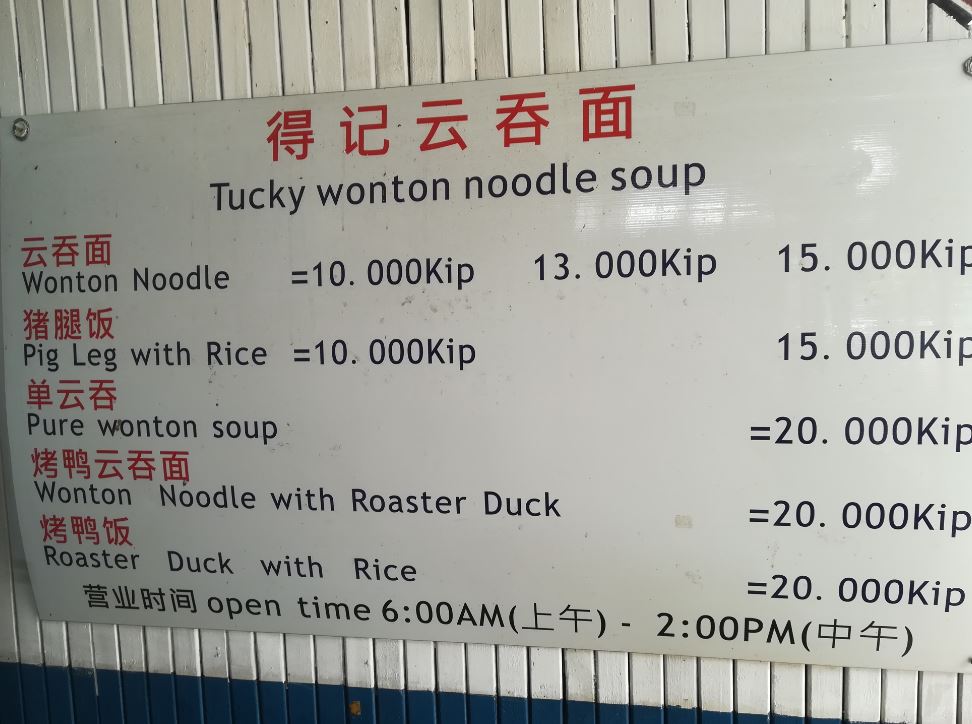 得记云吞面
Tucky wonton noodle soup
云吞面
Wonton Noodle =10. 000Kip 13. 000Kip 15. 000Kip
猪腿饭
Pig Leg with Rice =10. 000Kip 15. 000Kip
单云吞
Pure wonton soup =20. 000Kip
烤鸭云吞面
Wonton Noodle with Roaster Duck =20. 000Kip
烤鸭饭
Roaster Duck with Rice =20. 000Kip
营业时间 open time 6:00AM(上午) - 2:00PM(中午)